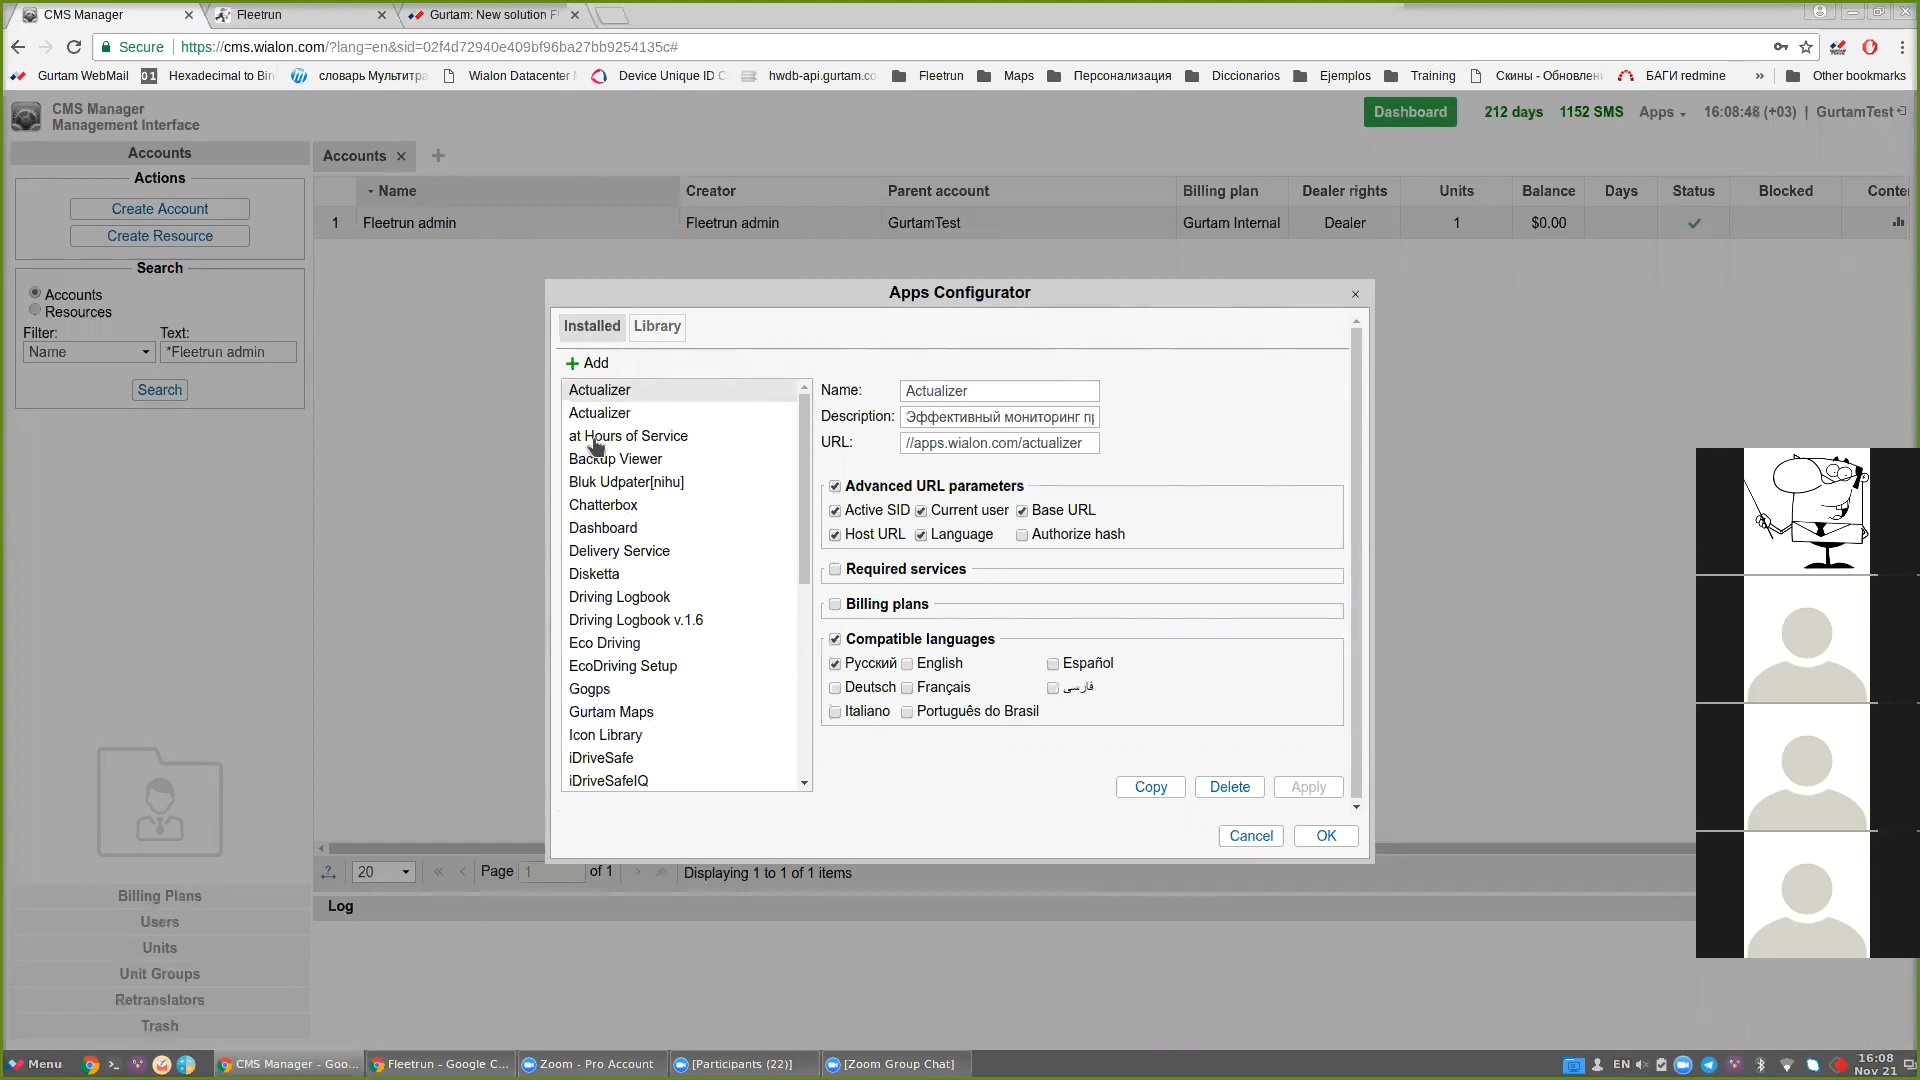 CMS Manager
Fleetrun
Gurtam: New solution F
Secure
https://cms.wialon.com/?lang=en&sid=02f4d72940e409bf96ba27bb9254135c#
Gurtam WebMail
01
Hexadecimal to Bin
словарь Мультитра
Wialon Datacenter
Device Unique ID C
hwdb-api.gurtam.co
Fleetrun
Maps
Персонализация
Diccionarios
Ejemplos
Training
Скины - Обновлен
БАГИ redmine
»
Other bookmarks
CMS Manager
Management Interface
Dashboard
212 days
1152 SMS
Apps
16:08:48 (+03)
|
GurtamTest
Accounts
Actions
Create Account
Create Resource
Search
Accounts
Resources
Filter:
Text:
Name
*Fleetrun admin
Search
Billing Plans
Users
Units
Unit Groups
Retranslators
Trash
Accounts
Name
Creator
Parent account
Billing plan
Dealer rights
Units
Balance
Days
Status
Blocked
Conte
1
Fleetrun admin
Fleetrun admin
GurtamTest
Gurtam Internal
Dealer
1
$0.00
Apps Configurator
Installed
Library
Add
Actualizer
Actualizer
at Hours of Service
Backup Viewer
Bluk Udpater[nihu]
Chatterbox
Dashboard
Delivery Service
Disketta
Driving Logbook
Driving Logbook v.1.6
Eco Driving
EcoDriving Setup
Gogps
Gurtam Maps
Icon Library
iDriveSafe
iDriveSafeIQ
Name:
Actualizer
Description:
Эффективный мониторинг п
URL:
//apps.wialon.com/actualizer
Advanced URL parameters
Active SID
Current user
Base URL
Host URL
Language
Authorize hash
Required services
Billing plans
Compatible languages
Русский
English
Español
Deutsch
Français
فارسی
Italiano
Português do Brasil
Copy
Delete
Apply
Cancel
OK
20
Page
1
of 1
Displaying 1 to 1 of 1 items
Log
Menu
CMS Manager - Goo...
Fleetrun - Google C...
Zoom - Pro Account
[Participants (22)]
[Zoom Group Chat]
EN
16:08
Nov 21